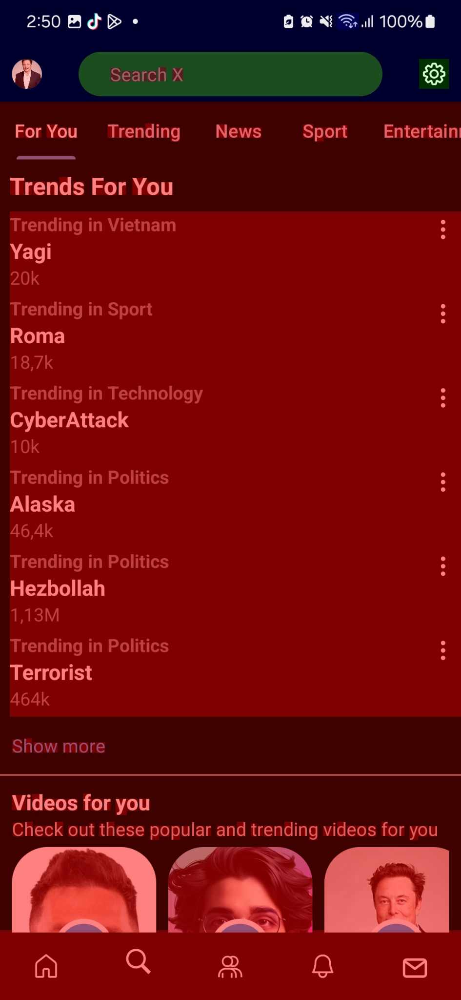 2:50 100%
Search X
For You Trending News Sport Entertain
Trends For You
Trending in Vietnam
Yagi
20k
Trending in Sport
Roma
18,7k
Trending in Technology
CyberAttack
10k
Trending in Politics
Alaska
46,4k
Trending in Politics
Hezbollah
1,13M
Trending in Politics
Terrorist
464k
Show more
Videos for you
Check out these popular and trending videos for you